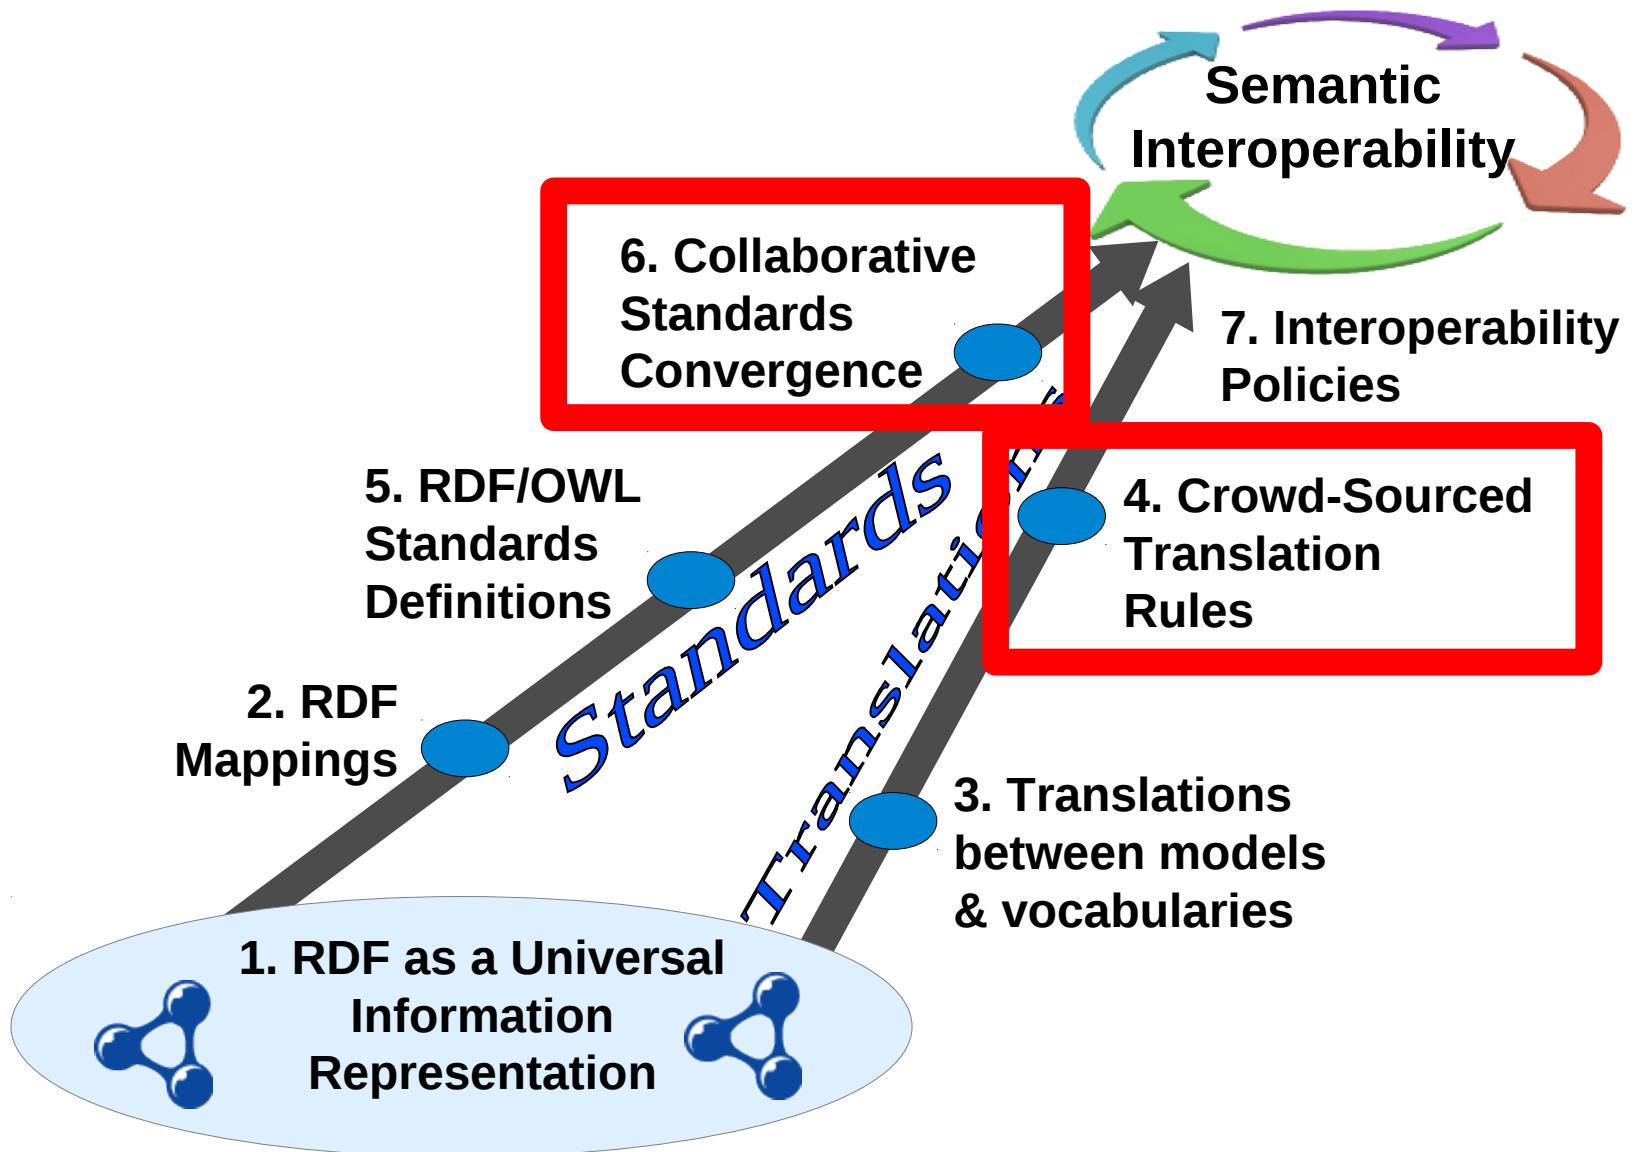 Semantic
Interoperability
6. Collaborative
Standards
Convergence
7. Interoperability
Policies
5. RDF/OWL
Standards
Definitions
4. Crowd-Sourced
Translation
Rules
Standards
Translations
2. RDF
Mappings
3. Translations
between models
& vocabularies
1. RDF as a Universal
Information
Representation